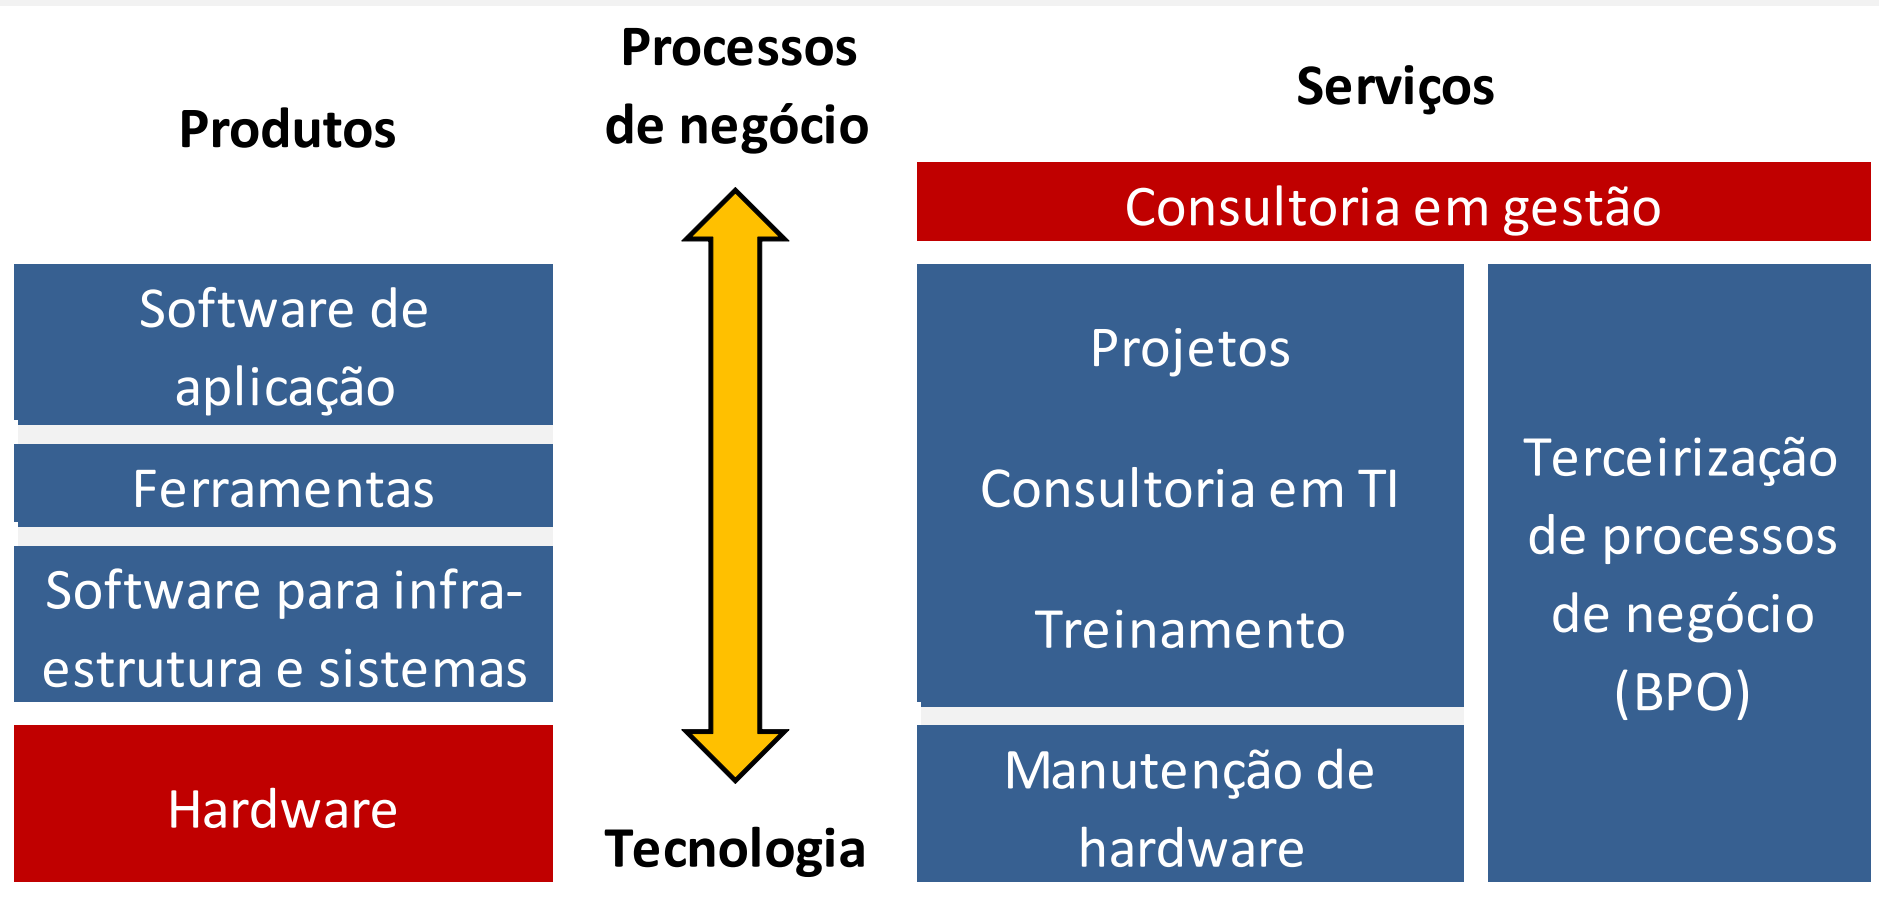 Produtos
Software de
aplicação
Ferramentas
Software para infra-
estrutura e sistemas
Hardware
Processos
de negócio
Tecnologia
Serviços
Consultoria em gestão
Projetos
Consultoria em TI
Treinamento
Manutenção de
hardware
Terceirização
de processos
de negócio
(BPO)